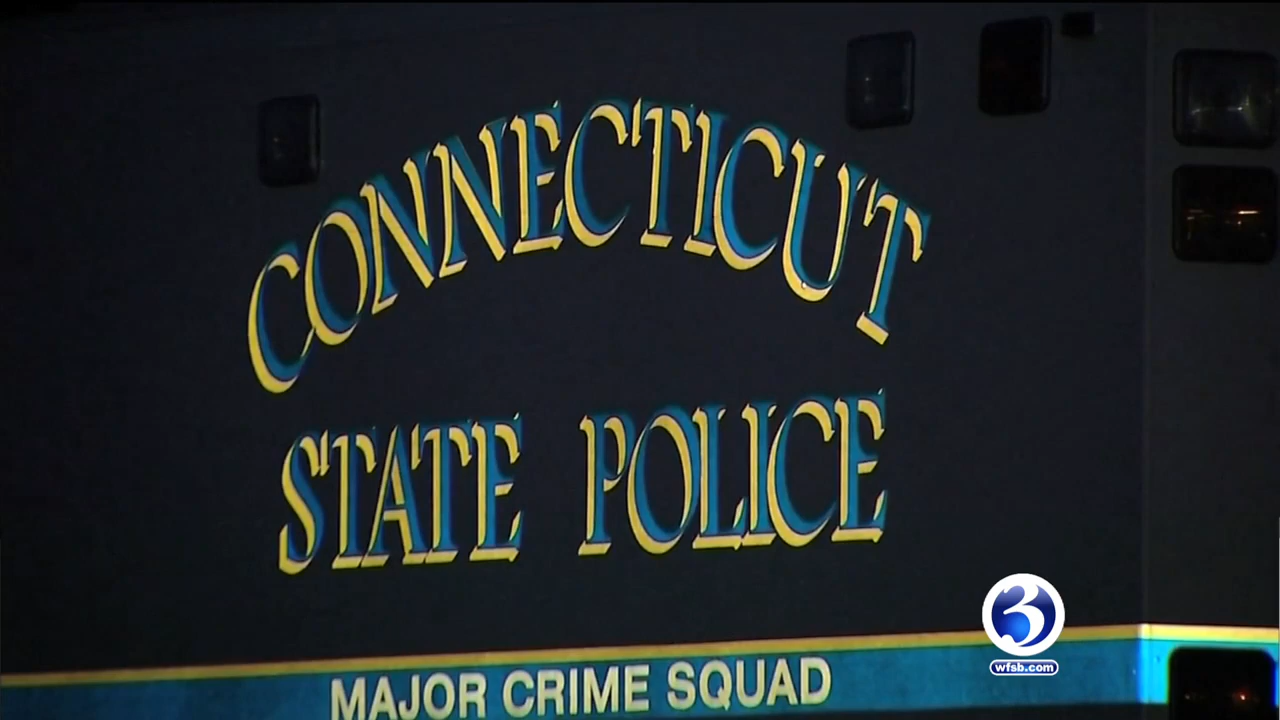 CONNECTICUT
STATE POLICE
3
wfsb.com
MAJOR CRIME SQUAD